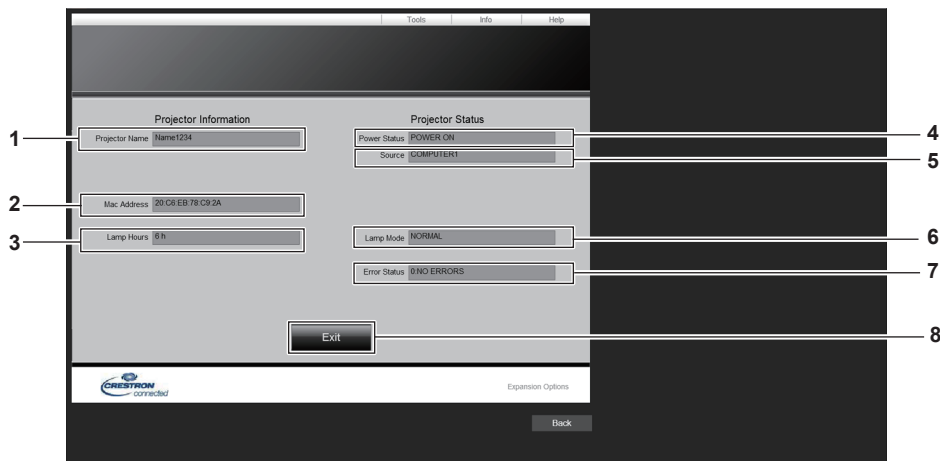 Tools Info Help
Projector Information
Projector Status
1
Projector Name Name1234
Power Status POWER ON
4
Source COMPUTER1
5
2
Mac Address 20:C6:EB:78:C9:2A
3
Lamp Hours 6 h
Lamp Mode NORMAL
6
Error Status 0:NO ERRORS
7
Exit
8
CRESTRON
connected
Expansion Options
Back